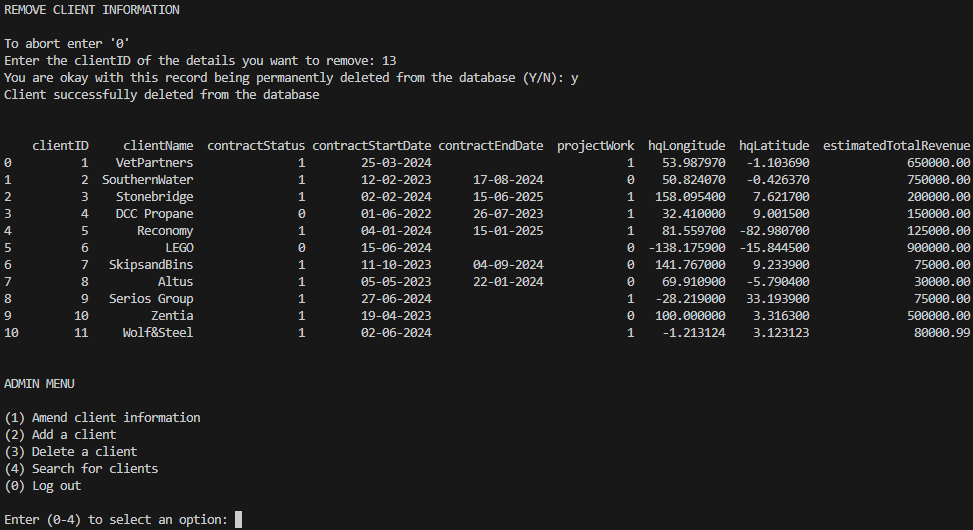 REMOVE CLIENT INFORMATION
To abort enter '0'
Enter the clientID of the details you want to remove: 13
You are okay with this record being permanently deleted from the database (Y/N): y
Client successfully deleted from the database
clientID clientName contractStatus contractStartDate contractEndDate projectWork hqLongitude hqLatitude estimatedTotalRevenue
0 1 VetPartners 1 25-03-2024 1 53.987970 -1.103690 650000.00
1 2 SouthernWater 1 12-02-2023 17-08-2024 0 50.824070 -0.426370 750000.00
2 3 Stonebridge 1 02-02-2024 15-06-2025 1 158.095400 7.621700 200000.00
3 4 DCC Propane 0 01-06-2022 26-07-2023 1 32.410000 9.001500 150000.00
4 5 Reconomy 1 04-01-2024 15-01-2025 1 81.559700 -82.980700 125000.00
5 6 LEGO 0 15-06-2024 0 -138.175900 -15.844500 900000.00
6 7 SkipsandBins 1 11-10-2023 04-09-2024 0 141.767000 9.233900 75000.00
7 8 Altus 1 05-05-2023 22-01-2024 0 69.910900 -5.790400 30000.00
8 9 Serios Group 1 27-06-2024 1 -28.219000 33.193900 75000.00
9 10 Zentia 1 19-04-2023 0 100.000000 3.316300 500000.00
10 11 Wolf&Steel 1 02-06-2024 1 -1.213124 3.123123 80000.99
ADMIN MENU
(1) Amend client information
(2) Add a client
(3) Delete a client
(4) Search for clients
(0) Log out
Enter (0-4) to select an option: